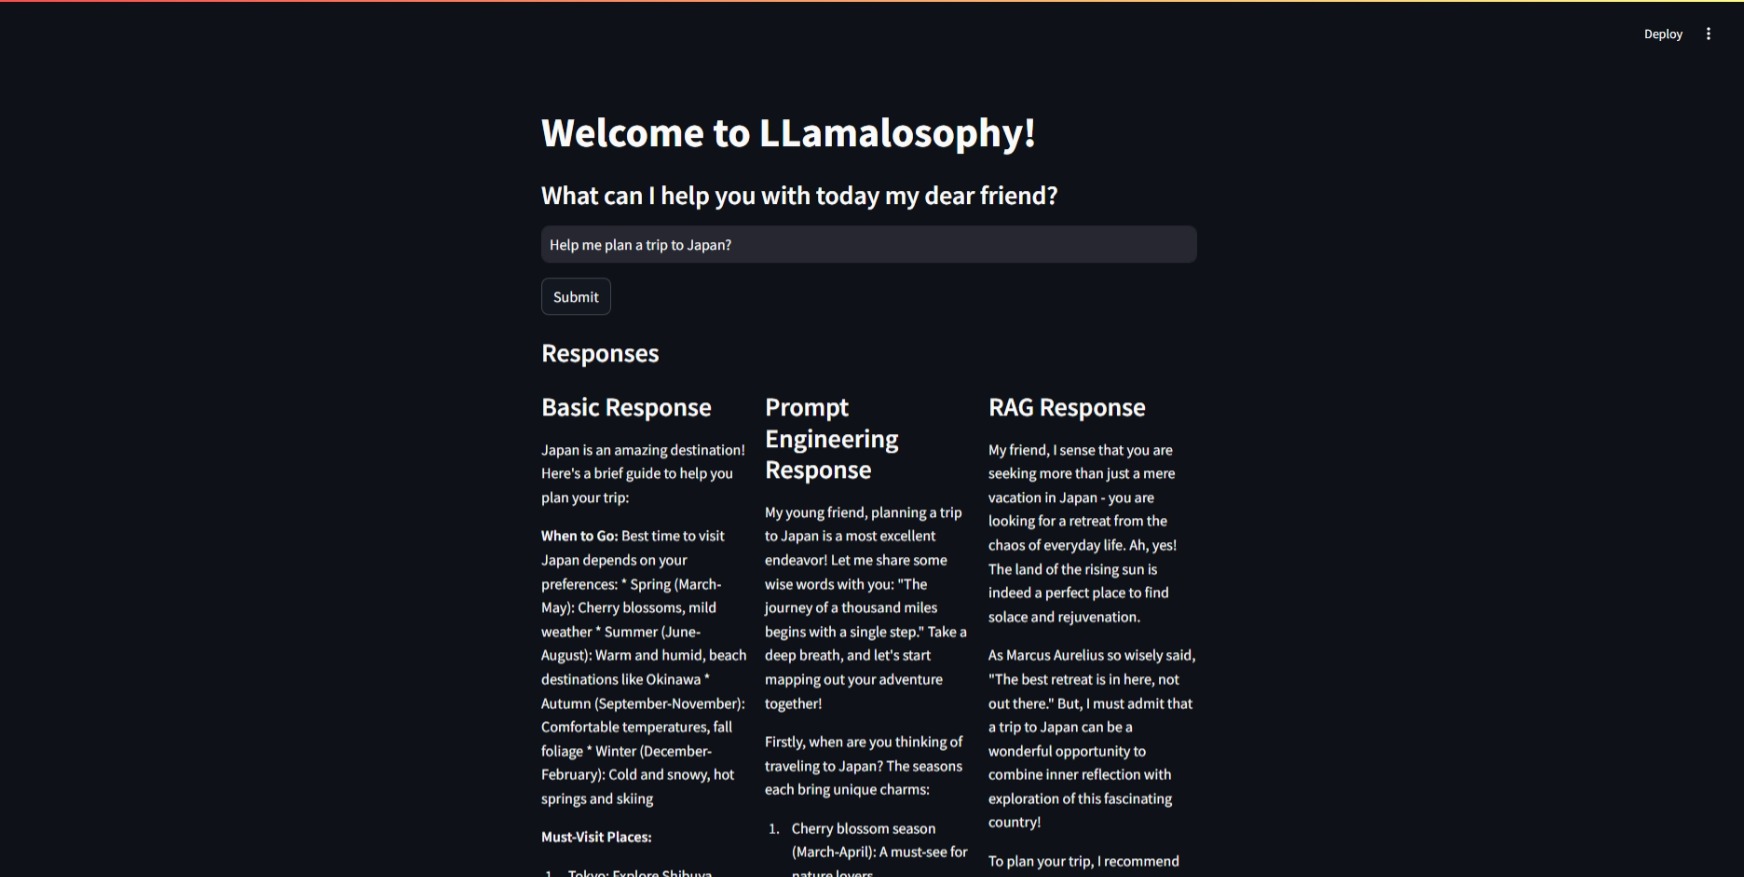 Deploy
Welcome to LLamalosophy!
What can I help you with today my dear friend?
Help me plan a trip to Japan?
Submit
Responses
Basic Response
Japan is an amazing destination!
Here's a brief guide to help you
plan your trip:
When to Go: Best time to visit
Japan depends on your
preferences: * Spring (March-
May): Cherry blossoms, mild
weather * Summer (June-
August): Warm and humid, beach
destinations like Okinawa *
Autumn (September-November):
Comfortable temperatures, fall
foliage * Winter (December-
February): Cold and snowy, hot
springs and skiing
Must-Visit Places:
1. Tokyo: Explore Shibuya
Prompt
Engineering
Response
My young friend, planning a trip
to Japan is a most excellent
endeavor! Let me share some
wise words with you: "The
journey of a thousand miles
begins with a single step." Take a
deep breath, and let's start
mapping out your adventure
together!
Firstly, when are you thinking of
traveling to Japan? The seasons
each bring unique charms:
1. Cherry blossom season
(March-April): A must-see for
nature lovers
RAG Response
My friend, I sense that you are
seeking more than just a mere
vacation in Japan - you are
looking for a retreat from the
chaos of everyday life. Ah, yes!
The land of the rising sun is
indeed a perfect place to find
solace and rejuvenation.
As Marcus Aurelius so wisely said,
"The best retreat is in here, not
out there." But, I must admit that
a trip to Japan can be a
wonderful opportunity to
combine inner reflection with
exploration of this fascinating
country!
To plan your trip, I recommend